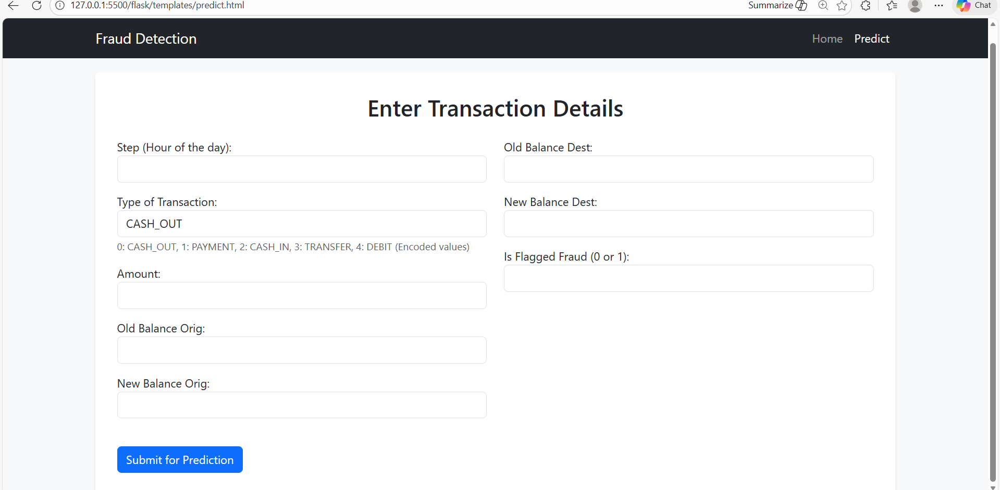 127.0.0.1:5500/flask/templates/predict.html
Summarize
Chat
Fraud Detection
Home
Predict
Enter Transaction Details
Step (Hour of the day):
Type of Transaction:
CASH_OUT
0: CASH_OUT, 1: PAYMENT, 2: CASH_IN, 3: TRANSFER, 4: DEBIT (Encoded values)
Amount:
Old Balance Orig:
New Balance Orig:
Old Balance Dest:
New Balance Dest:
Is Flagged Fraud (0 or 1):
Submit for Prediction